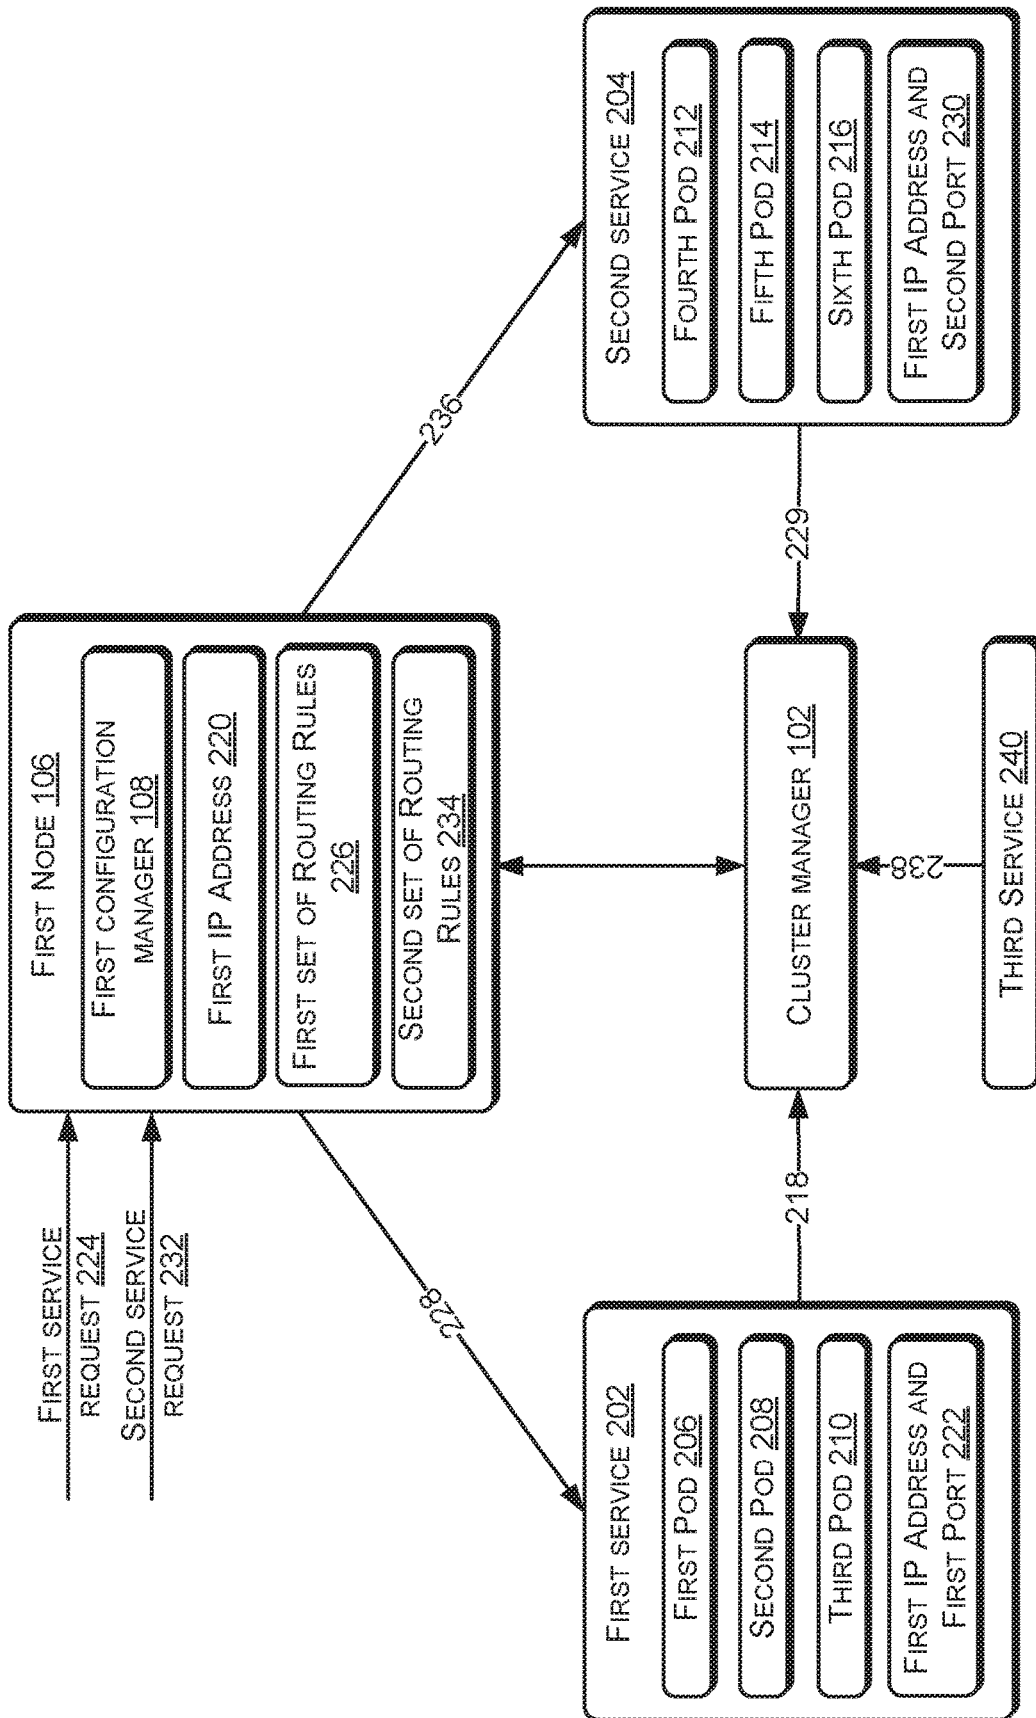 FIRST SERVICE
REQUEST 224
SECOND SERVICE
REQUEST 232
FIRST NODE 106
FIRST CONFIGURATION
MANAGER 108
FIRST IP ADDRESS 220
FIRST SET OF ROUTING RULES
226
SECOND SET OF ROUTING
RULES 234
228
236
FIRST SERVICE 202
FIRST POD 206
SECOND POD 208
THIRD POD 210
FIRST IP ADDRESS AND
FIRST PORT 222
218
CLUSTER MANAGER 102
229
SECOND SERVICE 204
FOURTH POD 212
FIFTH POD 214
SIXTH POD 216
FIRST IP ADDRESS AND
SECOND PORT 230
238
THIRD SERVICE 240